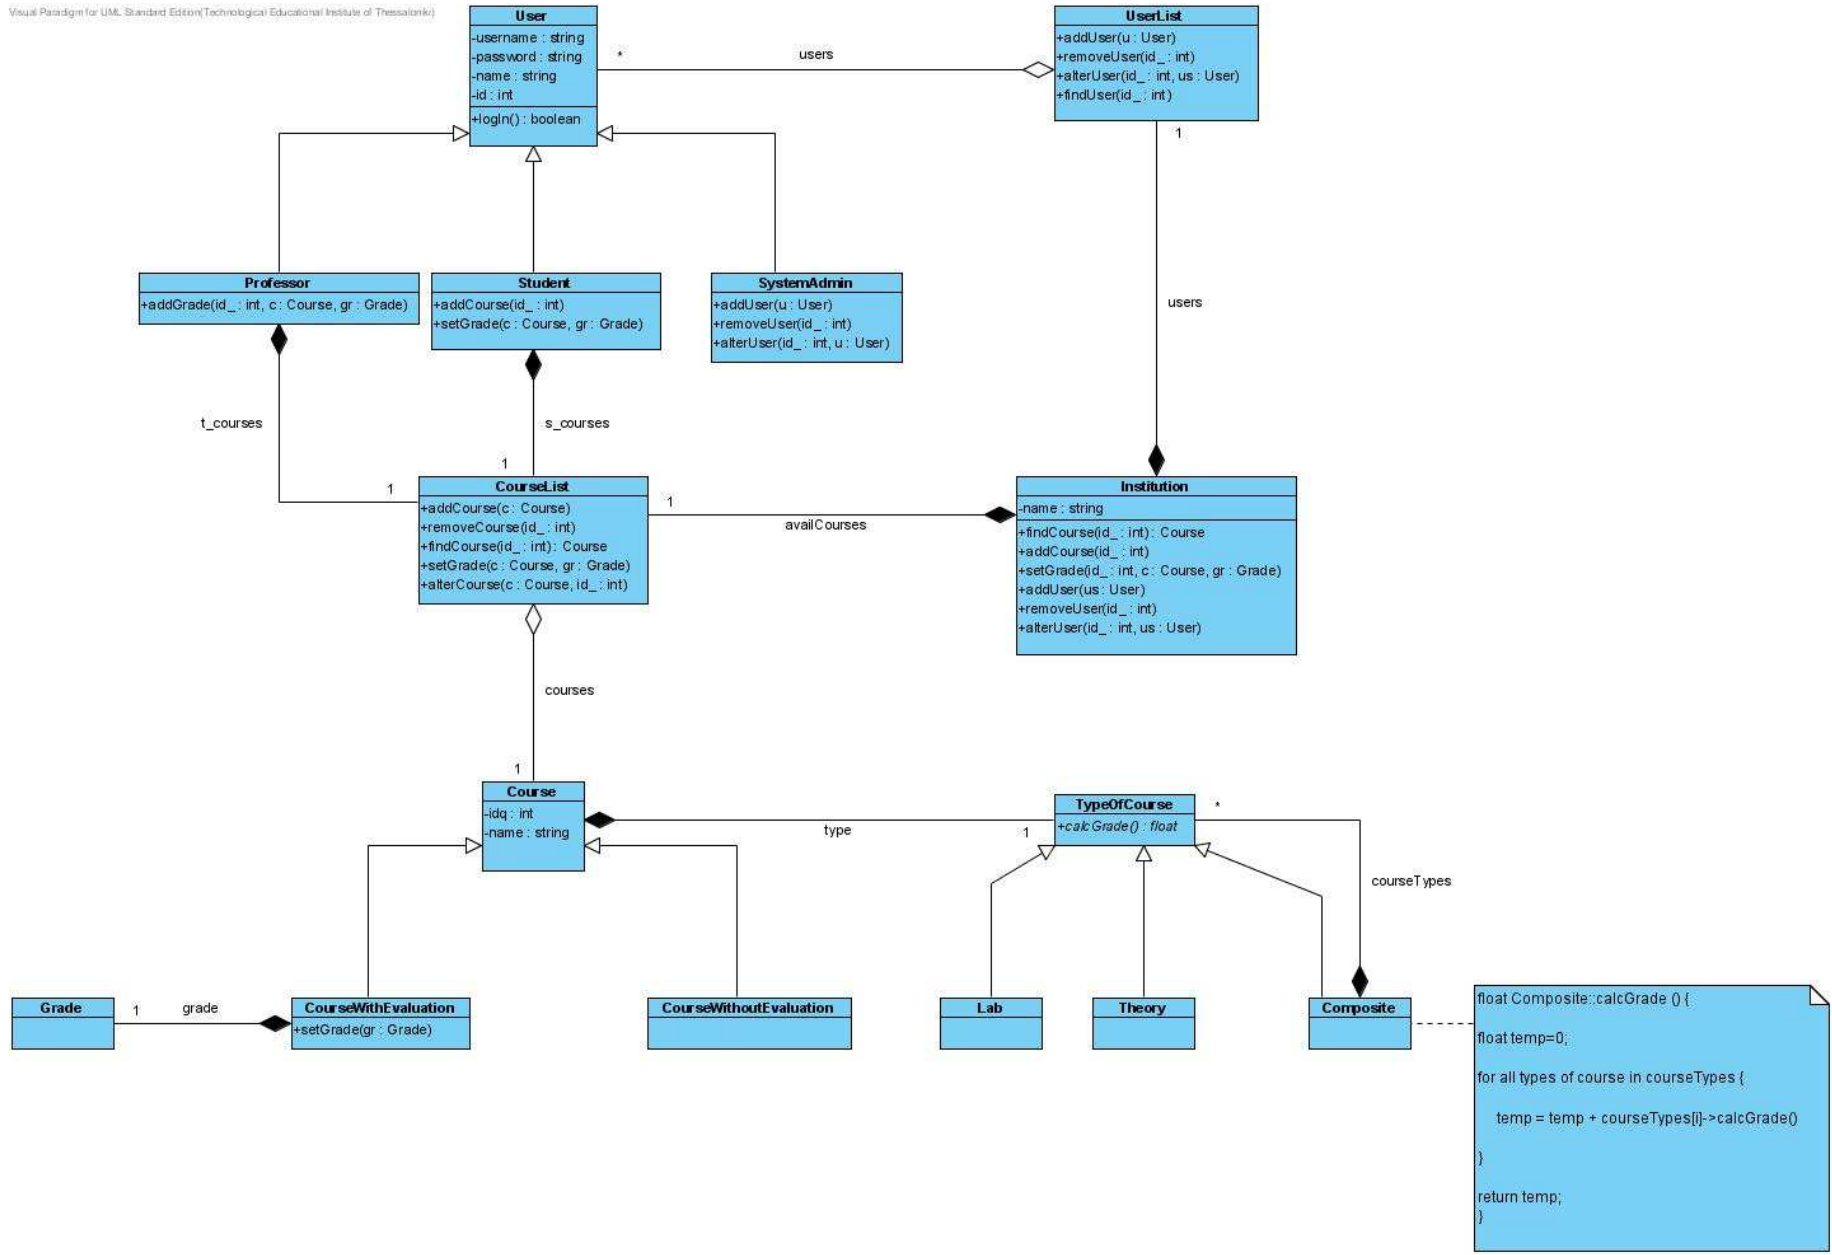 Visual Paradigm for UML Standard Edition(Technological Educational Institute of Thessaloniki)
User
-username : string
-password : string
-name : string
-id : int
+logIn() : boolean
*
users
UserList
+addUser(u : User)
+removeUser(id_ : int)
+alterUser(id_ : int, us : User)
+findUser(id_ : int)
1
users
Professor
+addGrade(id_ : int, c : Course, gr : Grade)
Student
+addCourse(id_ : int)
+setGrade(c : Course, gr : Grade)
SystemAdmin
+addUser(u : User)
+removeUser(id_ : int)
+alterUser(id_ : int, u : User)
t_courses
s_courses
1
1
CourseList
+addCourse(c : Course)
+removeCourse(id_ : int)
+findCourse(id_ : int) : Course
+setGrade(c : Course, gr : Grade)
+alterCourse(c : Course, id_ : int)
1
availCourses
Institution
-name : string
+findCourse(id_ : int) : Course
+addCourse(id_ : int)
+setGrade(id_ : int, c : Course, gr : Grade)
+addUser(us : User)
+removeUser(id_ : int)
+alterUser(id_ : int, us : User)
courses
1
Course
-idq : int
-name : string
type
1
TypeOfCourse
+calcGrade() : float
*
courseTypes
Grade
1
grade
CourseWithEvaluation
+setGrade(gr : Grade)
CourseWithoutEvaluation
Lab
Theory
Composite
float Composite::calcGrade () {
float temp=0;
for all types of course in courseTypes {
temp = temp + courseTypes[i]->calcGrade()
}
return temp;
}